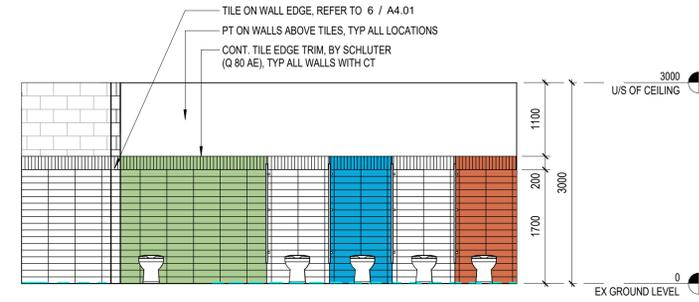 TILE ON WALL EDGE, REFER TO 6 / A4.01
PT ON WALLS ABOVE TILES, TYP ALL LOCATIONS
CONT. TILE EDGE TRIM, BY SCHLUTER
(Q 80 AE), TYP ALL WALLS WITH CT
3000
U/S OF CEILING
1100
200
3000
1700
0
EX GROUND LEVEL